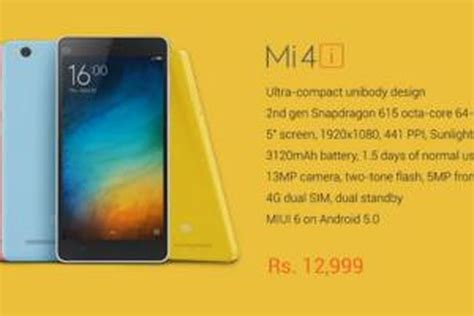 16:00
Mi4i
Ultra-compact unibody design
2nd gen Snapdragon 615 octa-core 64-
5" screen, 1920x1080, 441 PPI, Sunlight
3120mAh battery, 1.5 days of normal us
13MP camera, two-tone flash, 5MP fron
4G dual SIM, dual standby
MIUI 6 on Android 5.0
Rs. 12,999